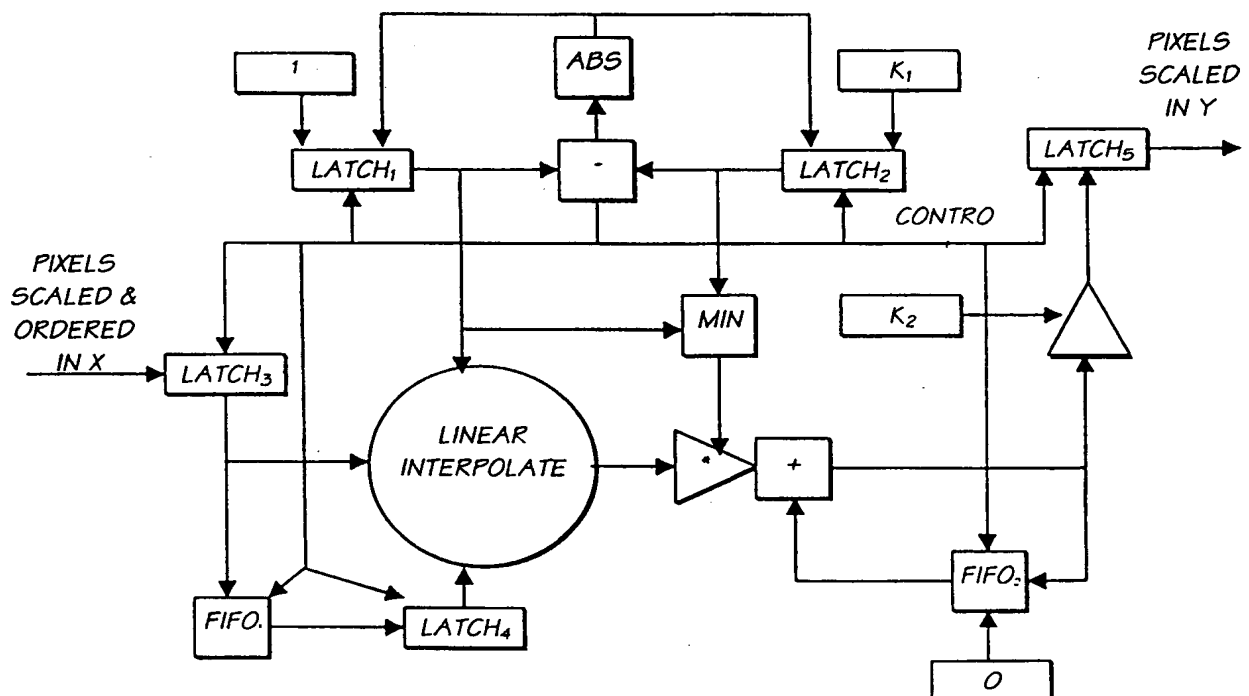 1
ABS
K₁
PIXELS
SCALED
IN Y
LATCH₁
-
LATCH₂
LATCH₅
CONTRO
PIXELS
SCALED &
ORDERED
IN X
LATCH₃
MIN
K₂
LINEAR
INTERPOLATE
*
+
FIFO.
LATCH₄
FIFO₂
0